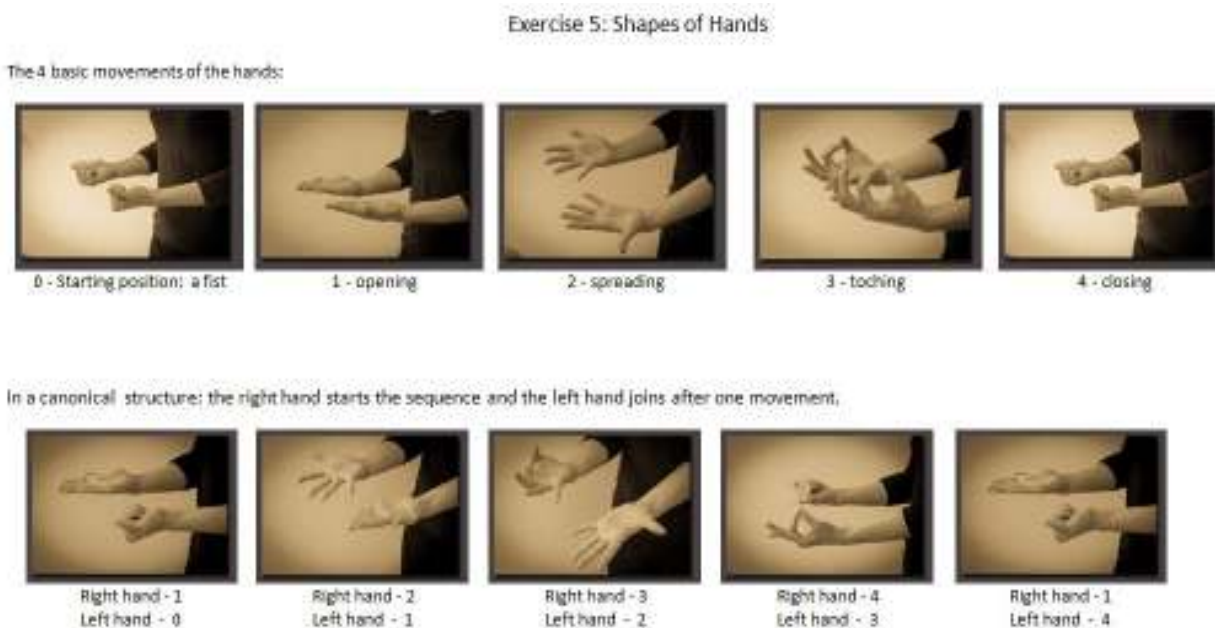 Exercise 5: Shapes of Hands
The 4 basic movements of the hands:
0 - Starting position: a fist
1 - opening
2 - spreading
3 - toching
4 - closing
In a canonical structure: the right hand starts the sequence and the left hand joins after one movement.
Right hand - 1
Left hand - 0
Right hand - 2
Left hand - 1
Right hand - 3
Left hand - 2
Right hand - 4
Left hand - 3
Right hand - 1
Left hand - 4